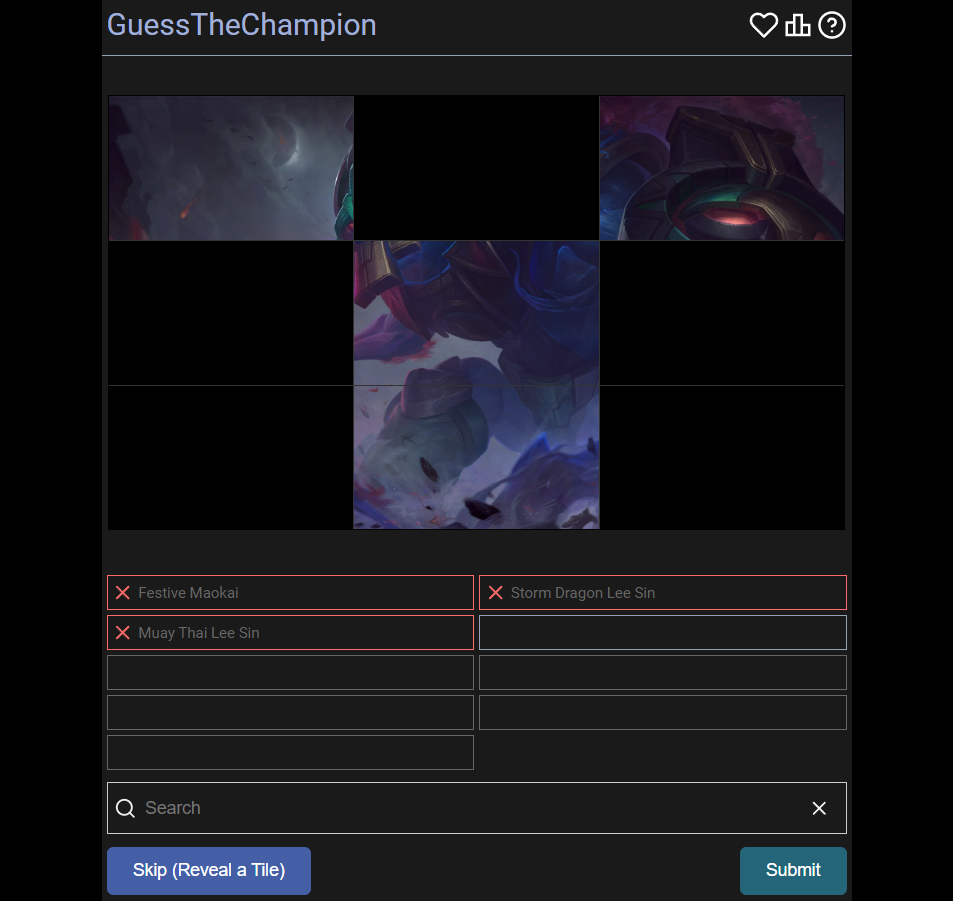 GuessTheChampion
Festive Maokai
Storm Dragon Lee Sin
Muay Thai Lee Sin
Search
Skip (Reveal a Tile)
Submit